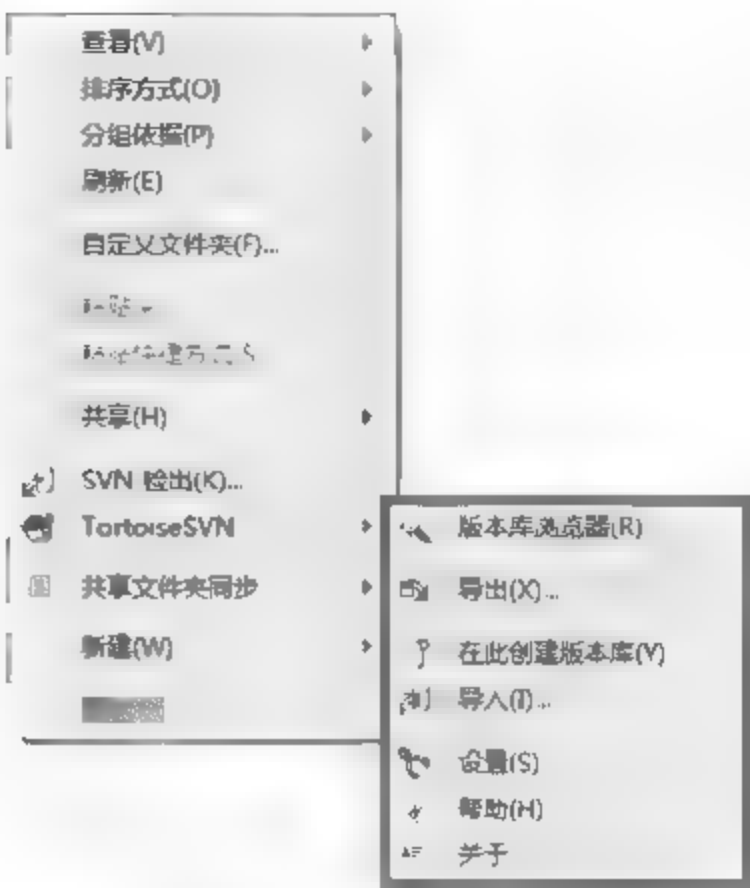 查看(V)
排序方式(O)
分组依据(P)
刷新(E)
自定义文件夹(F)...
共享(H)
SVN 检出(K)...
TortoiseSVN
共享文件夹同步
新建(W)
版本库浏览器(R)
导出(X)...
在此创建版本库(Y)
导入(I)...
设置(S)
帮助(H)
关于